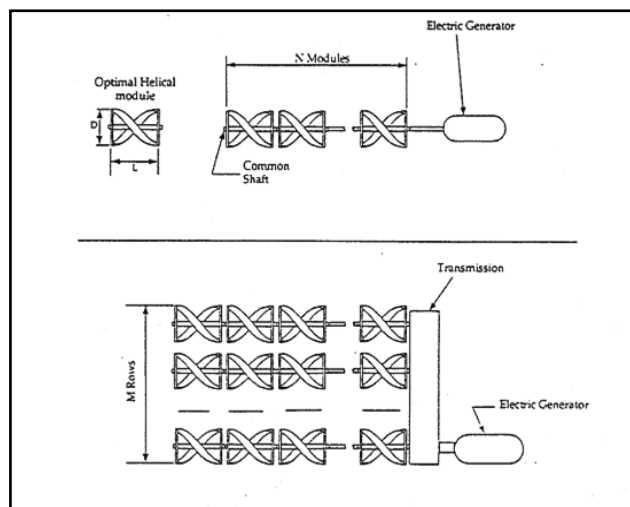 Electric Generator
N Modules
Optimal Helical
module
D
L
Common
Shaft
Transmission
M Rows
Electric Generator